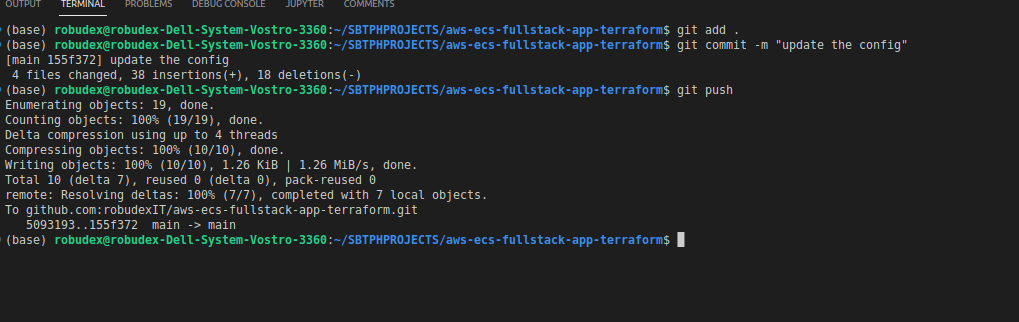 OUTPUT TERMINAL PROBLEMS DEBUG CONSOLE JUPYTER COMMENTS
(base) robudex@robudex-Dell-System-Vostro-3360:~/SBTPHPROJECTS/aws-ecs-fullstack-app-terraform$ git add .
(base) robudex@robudex-Dell-System-Vostro-3360:~/SBTPHPROJECTS/aws-ecs-fullstack-app-terraform$ git commit -m "update the config"
[main 155f372] update the config
 4 files changed, 38 insertions(+), 18 deletions(-)
(base) robudex@robudex-Dell-System-Vostro-3360:~/SBTPHPROJECTS/aws-ecs-fullstack-app-terraform$ git push
Enumerating objects: 19, done.
Counting objects: 100% (19/19), done.
Delta compression using up to 4 threads
Compressing objects: 100% (10/10), done.
Writing objects: 100% (10/10), 1.26 KiB | 1.26 MiB/s, done.
Total 10 (delta 7), reused 0 (delta 0), pack-reused 0
remote: Resolving deltas: 100% (7/7), completed with 7 local objects.
To github.com:robudexIT/aws-ecs-fullstack-app-terraform.git
   5093193..155f372  main -> main
(base) robudex@robudex-Dell-System-Vostro-3360:~/SBTPHPROJECTS/aws-ecs-fullstack-app-terraform$